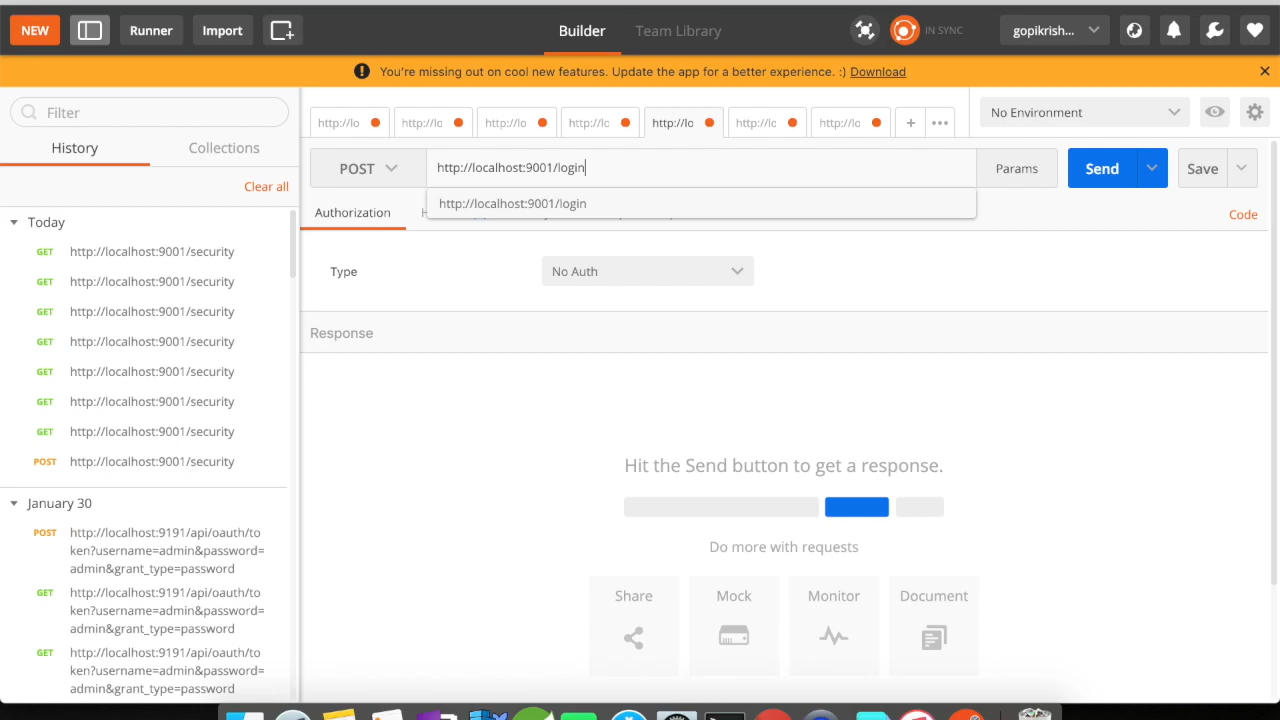 NEW
Runner
Import
Builder
Team Library
IN SYNC
gopikrish...
You're missing out on cool new features. Update the app for a better experience. :) Download
Filter
http://lo
http://lo
http://lo
http://lo
http://lo
http://lo
http://lo
No Environment
History
Collections
POST
http://localhost:9001/login
Params
Send
Save
http://localhost:9001/login
Clear all
Authorization
Code
Today
GET http://localhost:9001/security
GET http://localhost:9001/security
GET http://localhost:9001/security
GET http://localhost:9001/security
GET http://localhost:9001/security
GET http://localhost:9001/security
GET http://localhost:9001/security
POST http://localhost:9001/security
January 30
POST http://localhost:9191/api/oauth/to
ken?username=admin&password=
admin&grant_type=password
GET http://localhost:9191/api/oauth/to
ken?username=admin&password=
admin&grant_type=password
GET http://localhost:9191/api/oauth/to
ken?username=admin&password=
admin&grant_type=password
Type
No Auth
Response
Hit the Send button to get a response.
Do more with requests
Share
Mock
Monitor
Document